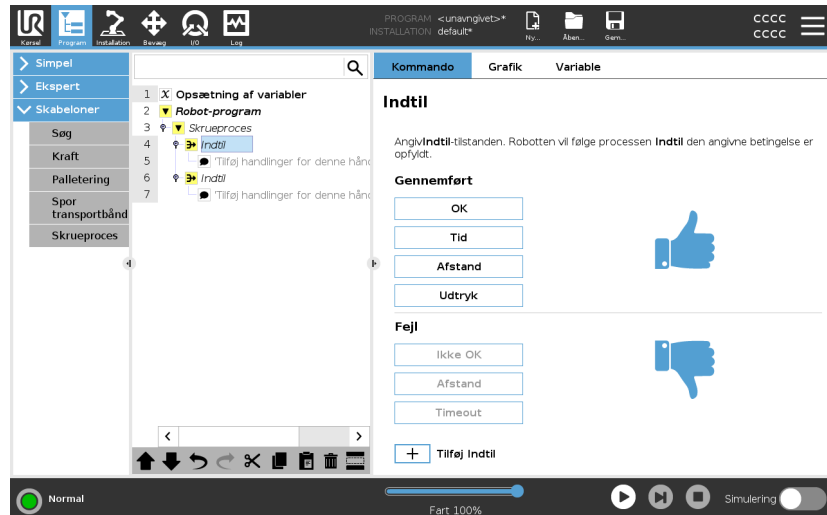 PROGRAM <unavngivet>*
INSTALLATION default*
cccc
cccc
Kørsel
Program
Installation
Bevæg
I/O
Log
Ny...
Åben...
Gem...
Simpel
Ekspert
Skabeloner
Søg
Kraft
Palletering
Spor
transportbånd
Skrueproces
1 X Opsætning af variabler
2 Robot-program
3 Skrueproces
4 Indtil
5 'Tilføj handlinger for denne hånd
6 Indtil
7 'Tilføj handlinger for denne hånd
Kommando Grafik Variable
Indtil
AngivIndtil-tilstanden. Robotten vil følge processen Indtil den angivne betingelse er
opfyldt.
Gennemført
OK
Tid
Afstand
Udtryk
Fejl
Ikke OK
Afstand
Timeout
+ Tilføj Indtil
Normal
Fart 100%
Simulering